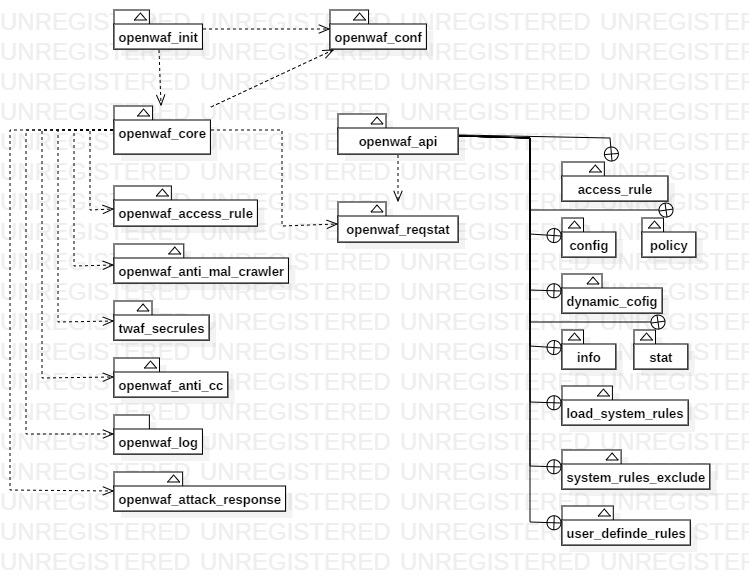 UNREGISTERED UNREGISTERED UNREGISTERED UNREGISTERED
openwaf_init
openwaf_conf
openwaf_core
openwaf_api
access_rule
openwaf_access_rule
openwaf_reqstat
config
policy
openwaf_anti_mal_crawler
dynamic_cofig
twaf_secrules
info
stat
openwaf_anti_cc
load_system_rules
openwaf_log
system_rules_exclude
openwaf_attack_response
user_definde_rules